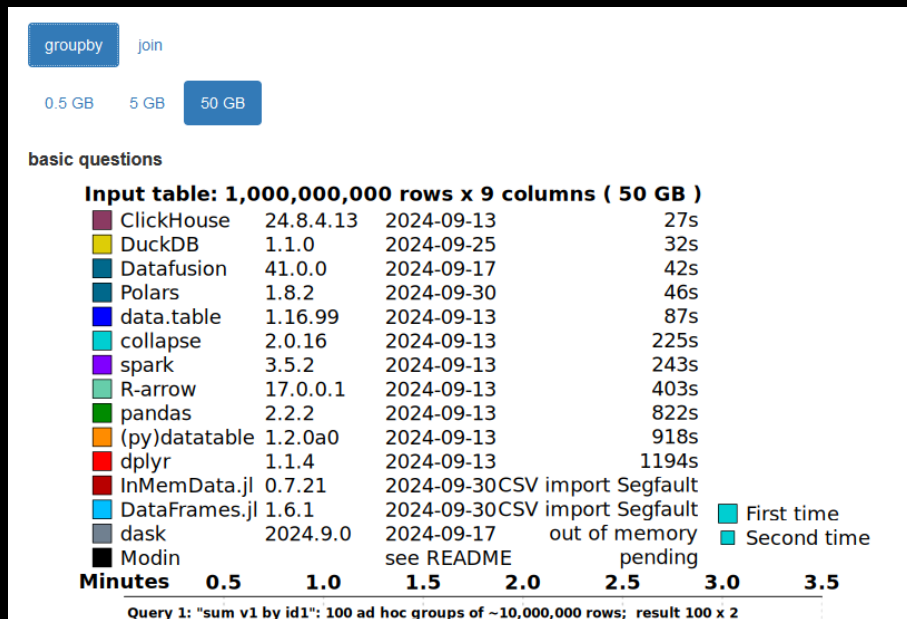 groupby join
0.5 GB 5 GB 50 GB
basic questions
Input table: 1,000,000,000 rows x 9 columns ( 50 GB )
ClickHouse 24.8.4.13 2024-09-13 27s
DuckDB 1.1.0 2024-09-25 32s
Datafusion 41.0.0 2024-09-17 42s
Polars 1.8.2 2024-09-30 46s
data.table 1.16.99 2024-09-13 87s
collapse 2.0.16 2024-09-13 225s
spark 3.5.2 2024-09-13 243s
R-arrow 17.0.0.1 2024-09-13 403s
pandas 2.2.2 2024-09-13 822s
(py)datatable 1.2.0a0 2024-09-13 918s
dplyr 1.1.4 2024-09-13 1194s
InMemData.jl 0.7.21 2024-09-30 CSV import Segfault
DataFrames.jl 1.6.1 2024-09-30 CSV import Segfault
First time
dask 2024.9.0 2024-09-17 out of memory
Second time
Modin see README pending
Minutes 0.5 1.0 1.5 2.0 2.5 3.0 3.5
Query 1: "sum v1 by id1": 100 ad hoc groups of ~10,000,000 rows; result 100 x 2